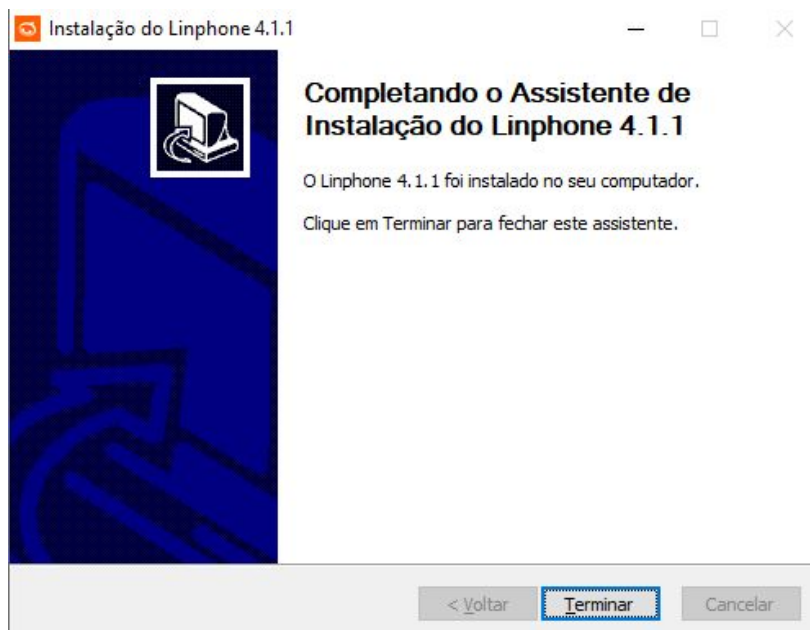 Instalação do Linphone 4.1.1
Completando o Assistente de
Instalação do Linphone 4.1.1
O Linphone 4.1.1 foi instalado no seu computador.
Clique em Terminar para fechar este assistente.
< Voltar
Terminar
Cancelar